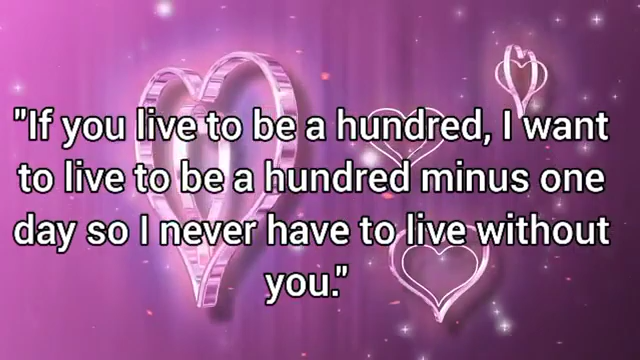 "If you live to be a hundred, I want
to live to be a hundred minus one
day so I never have to live without
you."